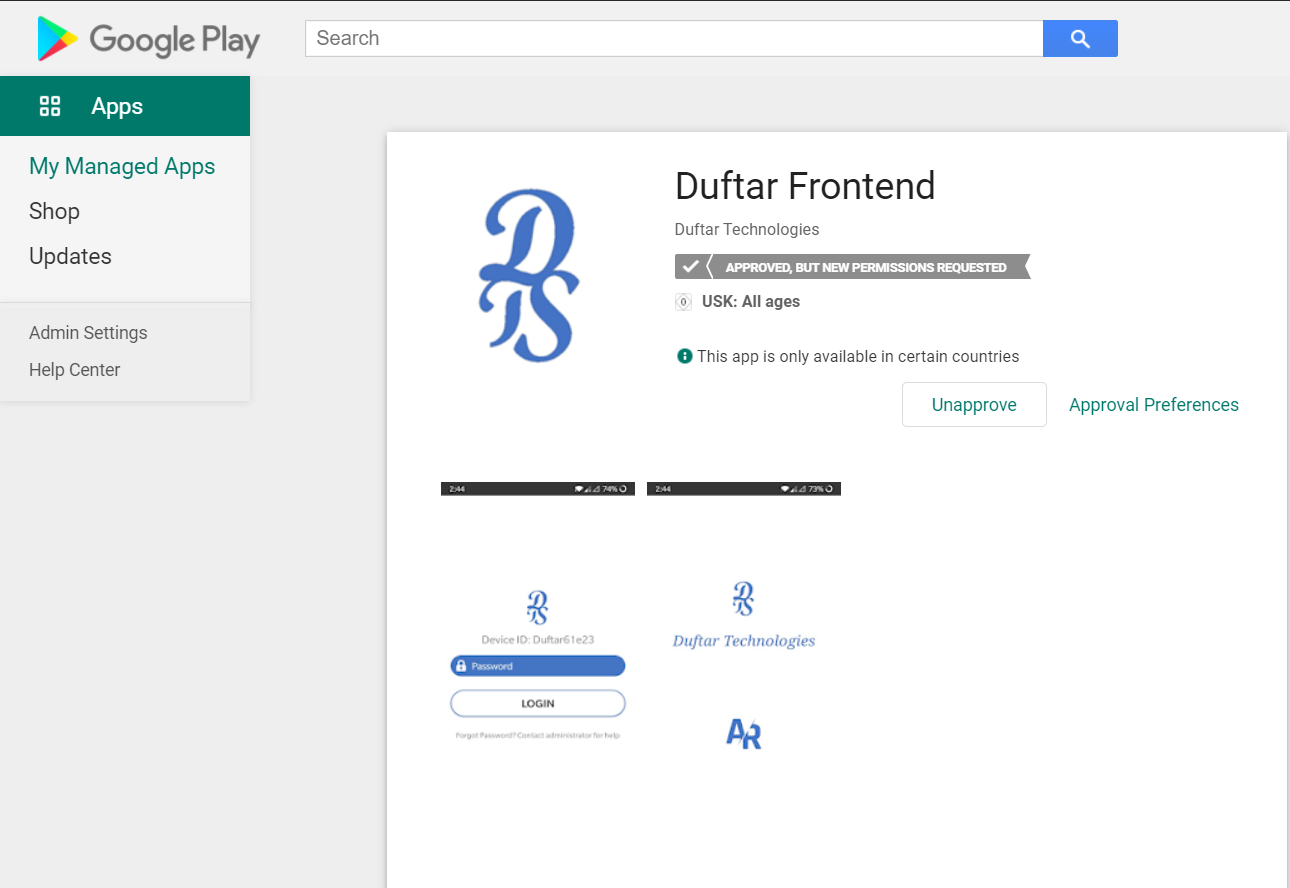 Google Play
Search
Apps
My Managed Apps
Shop
Updates
Admin Settings
Help Center
Duftar Frontend
Duftar Technologies
APPROVED, BUT NEW PERMISSIONS REQUESTED
0
USK: All ages
This app is only available in certain countries
Unapprove
Approval Preferences
2:44
74%
DTS
Device ID: Duftar61e23
Password
LOGIN
Forgot Password? Contact administrator for help
2:44
73%
DTS
Duftar Technologies
AR